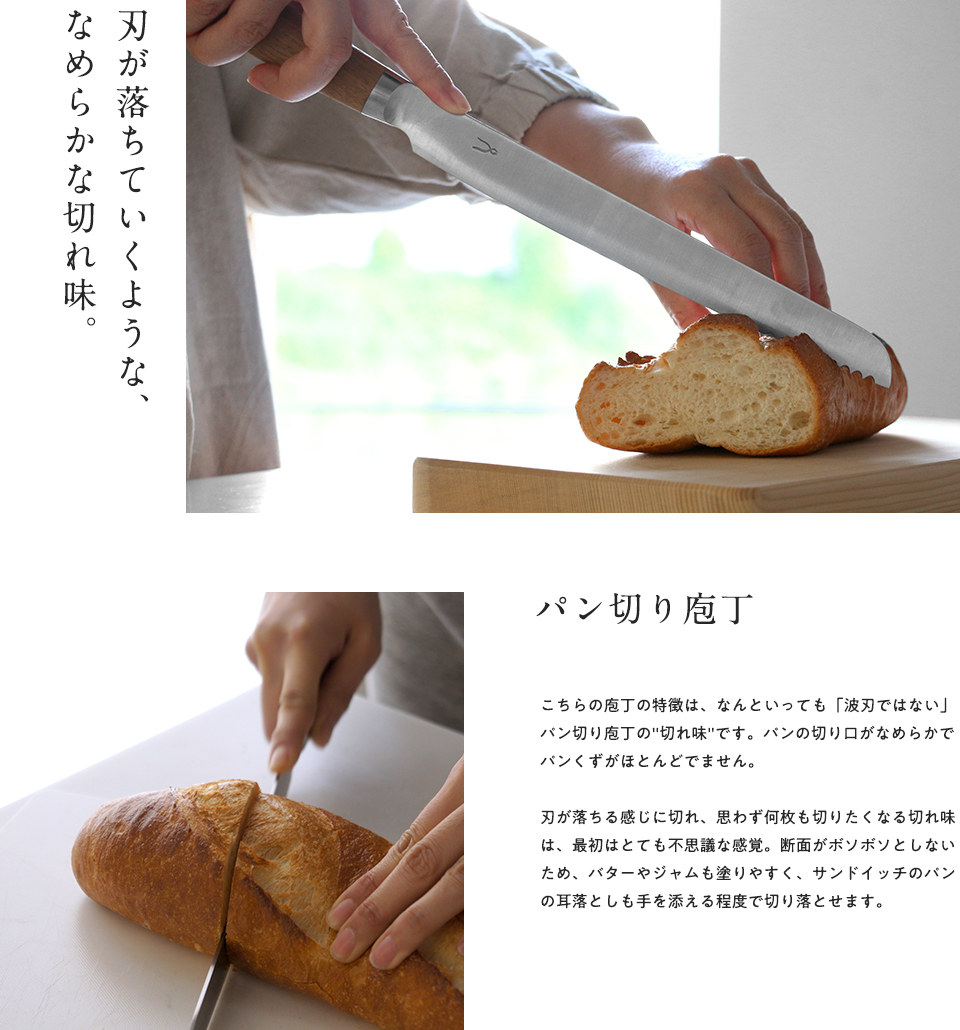 刃が落ちていくような、
なめらかな切れ味。
パン切り庖丁
こちらの庖丁の特徴は、なんといっても「波刃ではない」
パン切り庖丁の"切れ味"です。パンの切り口がなめらかで
パンくずがほとんどでません。
刃が落ちる感じに切れ、思わず何枚も切りたくなる切れ味
は、最初はとても不思議な感覚。断面がボソボソとしない
ため、バターやジャムも塗りやすく、サンドイッチのパン
の耳落としも手を添える程度で切り落とせます。